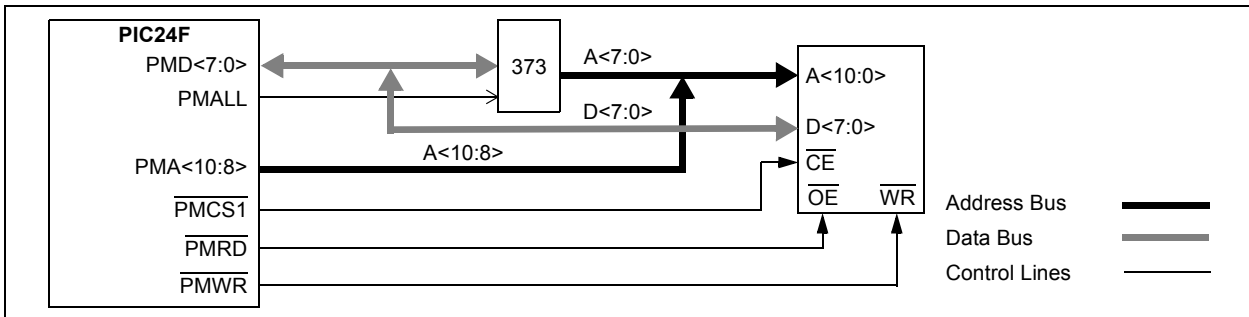 PIC24F
PMD<7:0>
373
A<7:0>
A<10:0>
PMALL
D<7:0>
D<7:0>
A<10:8>
PMA<10:8>
CE
PMCS1
OE WR
Address Bus
PMRD
Data Bus
PMWR
Control Lines